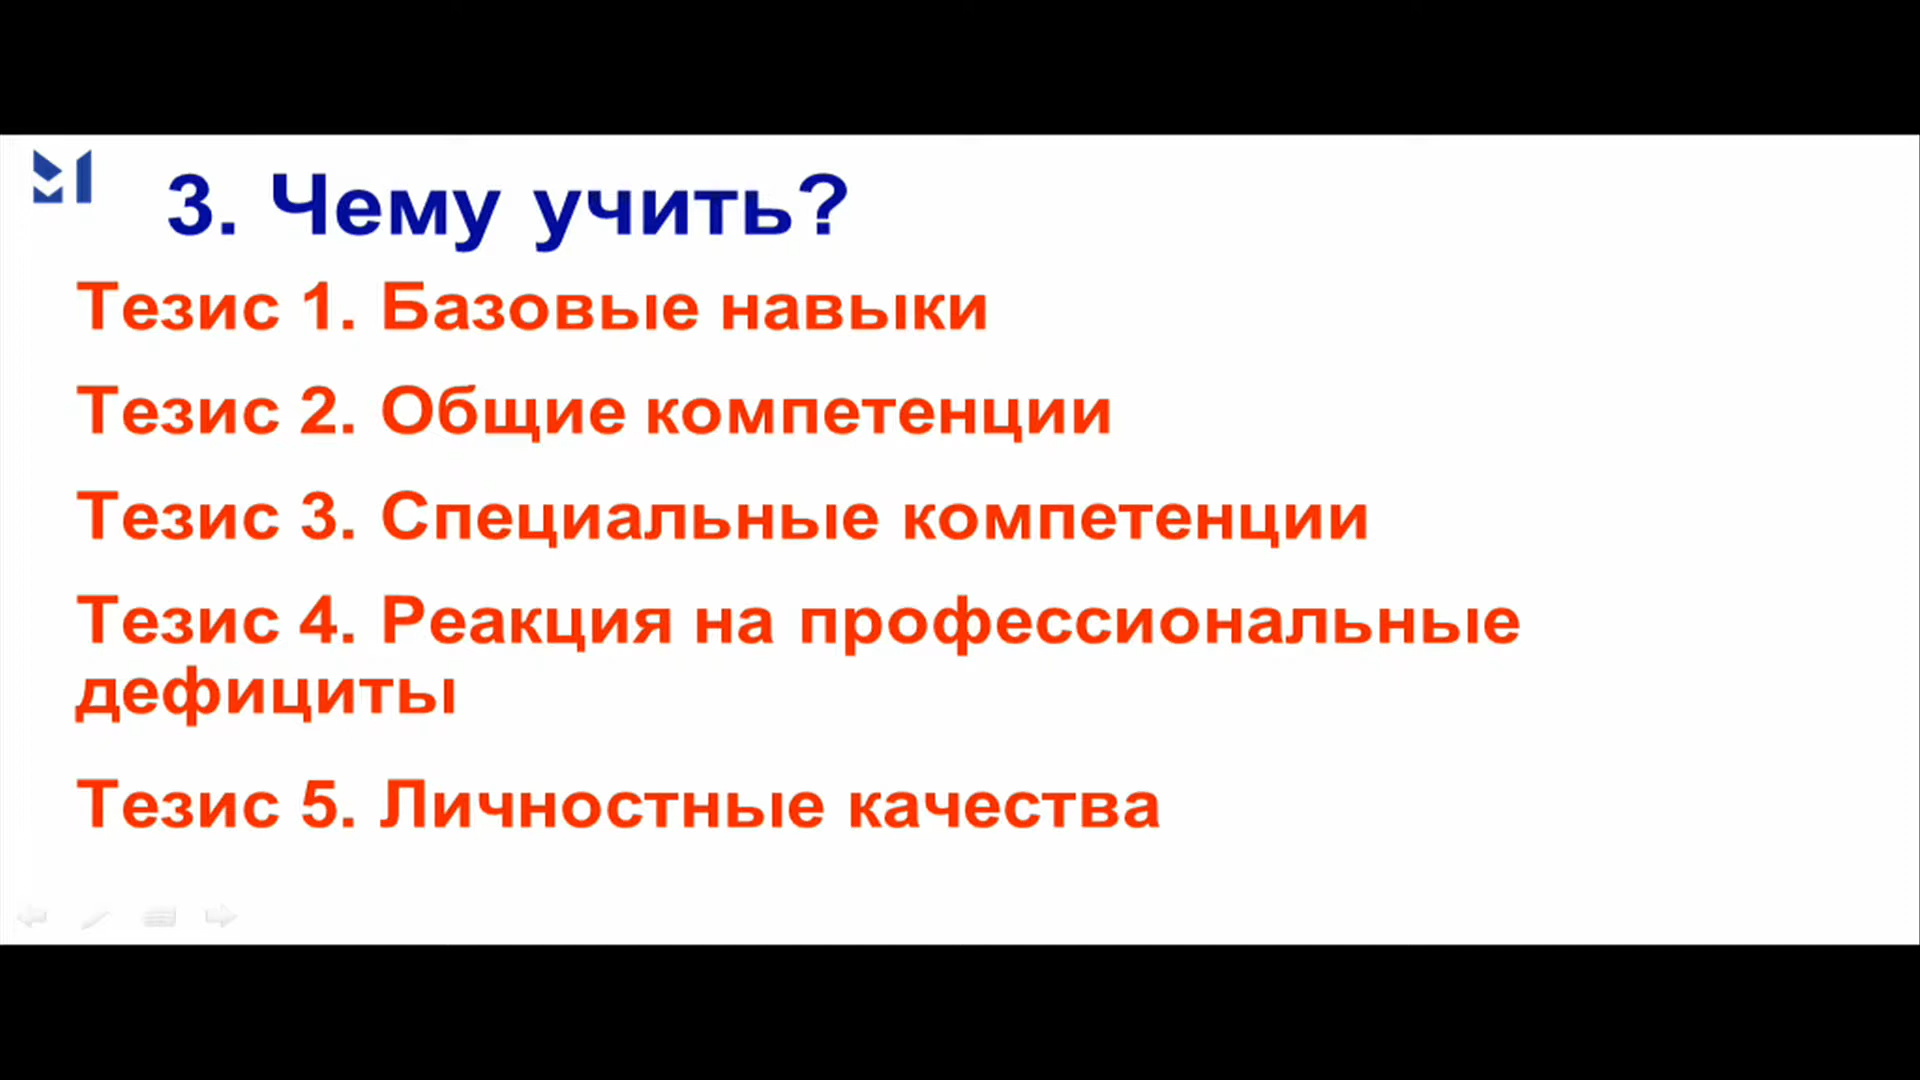 3. Чему учить?
Тезис 1. Базовые навыки
Тезис 2. Общие компетенции
Тезис 3. Специальные компетенции
Тезис 4. Реакция на профессиональные
дефициты
Тезис 5. Личностные качества